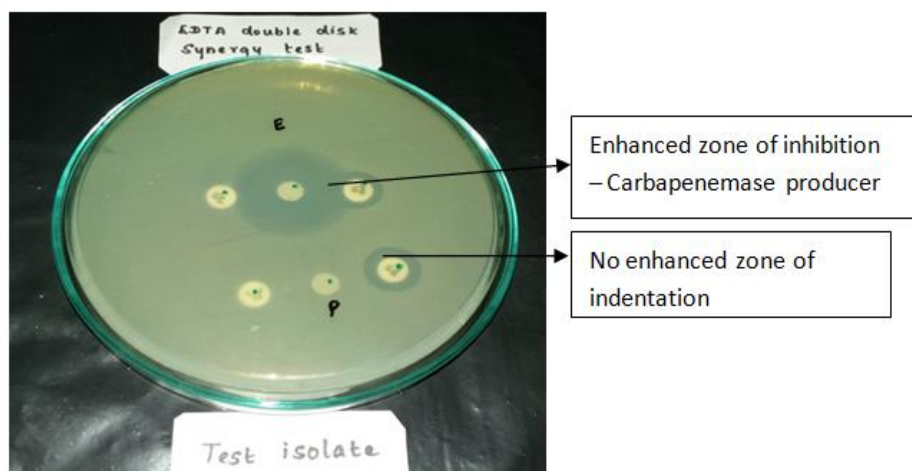 EDTA double disk
Synergy test
E
Enhanced zone of inhibition
– Carbapenemase producer
No enhanced zone of
indentation
P
Test isolate